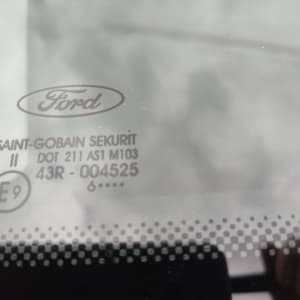 Ford
SAINT-GOBAIN SEKURIT
II DOT 211 AS1 M103
43R - 004525
E9 6****